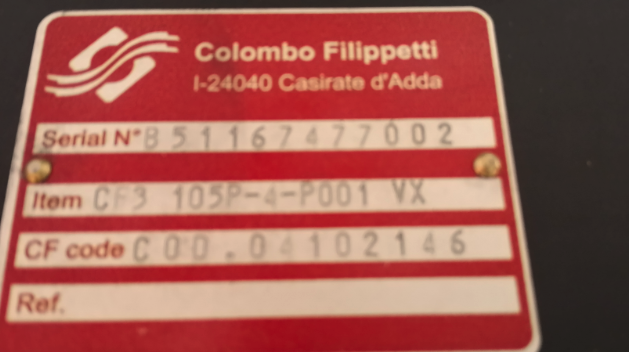 Colombo Filippetti
I-24040 Casirate d'Adda
Serial N° B51167477002
Item CF3 105P-4-P001 VX
CF code COD.04102146
Ref.